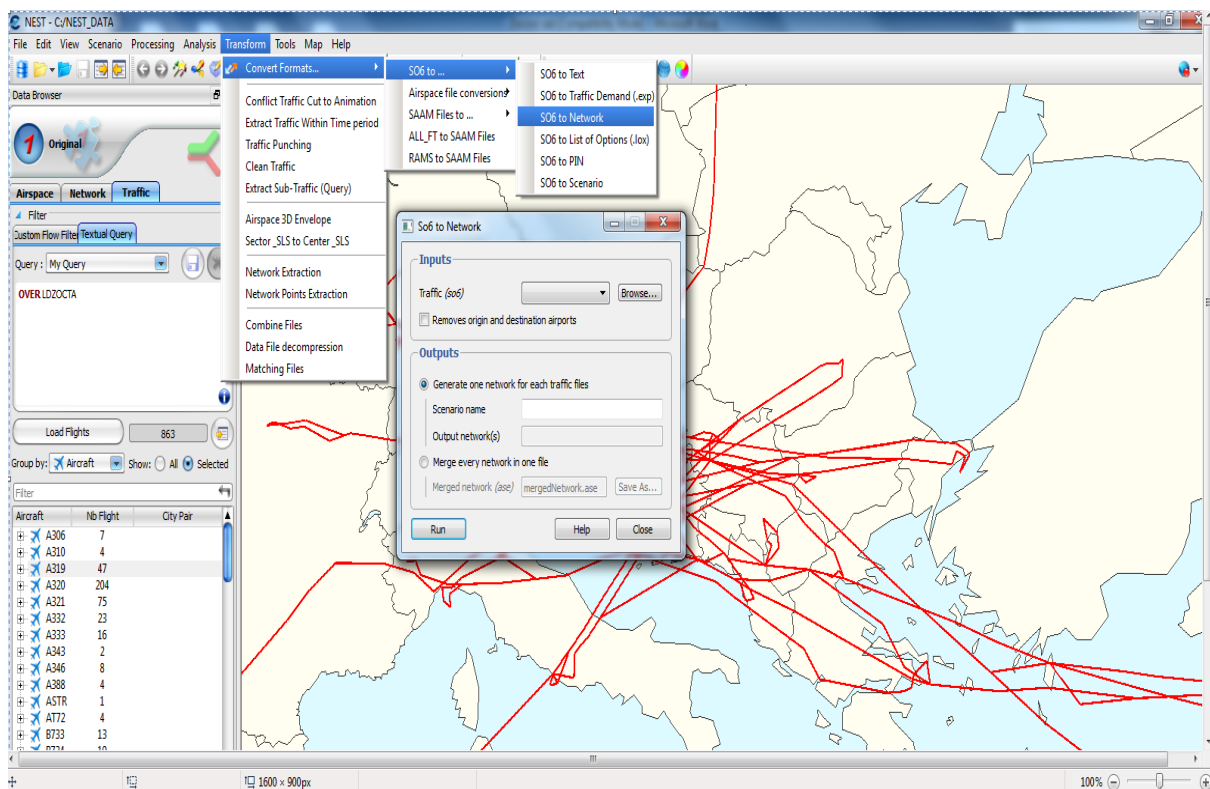 NEST - C:/NEST_DATA
File Edit View Scenario Processing Analysis Transform Tools Map Help
Data Browser
1 Original
Airspace Network Traffic
Filter
Custom Flow Filter Textual Query
Query : My Query
OVER LDZOCTA
Load Flights 863
Group by: Aircraft Show: All Selected
Filter
Aircraft Nb Flight City Pair
A306 7
A310 4
A319 47
A320 204
A321 75
A332 23
A333 16
A343 2
A346 8
A388 4
ASTR 1
AT72 4
B733 13
Convert Formats...
Conflict Traffic Cut to Animation
Extract Traffic Within Time period
Traffic Punching
Clean Traffic
Extract Sub-Traffic (Query)
Airspace 3D Envelope
Sector _SLS to Center _SLS
Network Extraction
Network Points Extraction
Combine Files
Data File decompression
Matching Files
SO6 to ...
Airspace file conversions
SAAM Files to ...
ALL_FT to SAAM Files
RAMS to SAAM Files
SO6 to Text
SO6 to Traffic Demand (.exp)
SO6 to Network
SO6 to List of Options (.lox)
SO6 to PIN
SO6 to Scenario
So6 to Network
Inputs
Traffic (so6) Browse...
Removes origin and destination airports
Outputs
Generate one network for each traffic files
Scenario name
Output network(s)
Merge every network in one file
Merged network (ase) mergedNetwork.ase Save As...
Run Help Close
1600 × 900px
100%